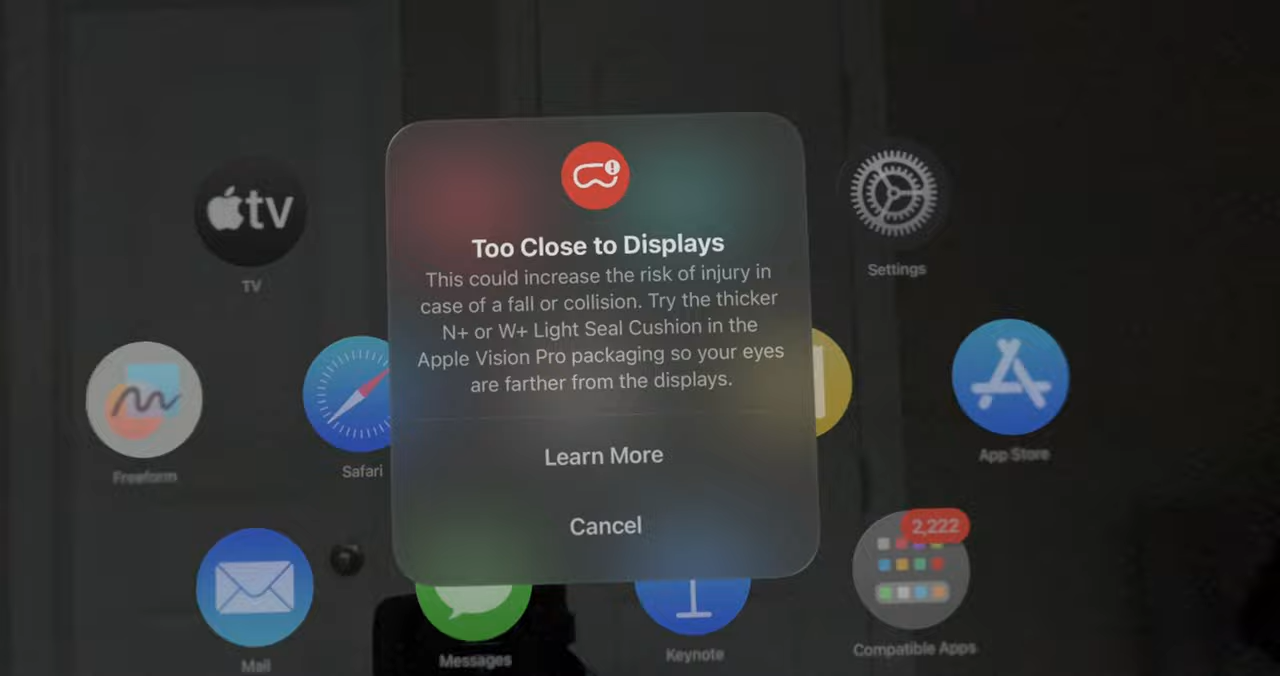 tv
TV
Too Close to Displays
This could increase the risk of injury in
case of a fall or collision. Try the thicker
N+ or W+ Light Seal Cushion in the
Apple Vision Pro packaging so your eyes
are farther from the displays.
Learn More
Cancel
Settings
Freeform
Safari
App Store
2,222
Mail
Messages
Keynote
Compatible Apps